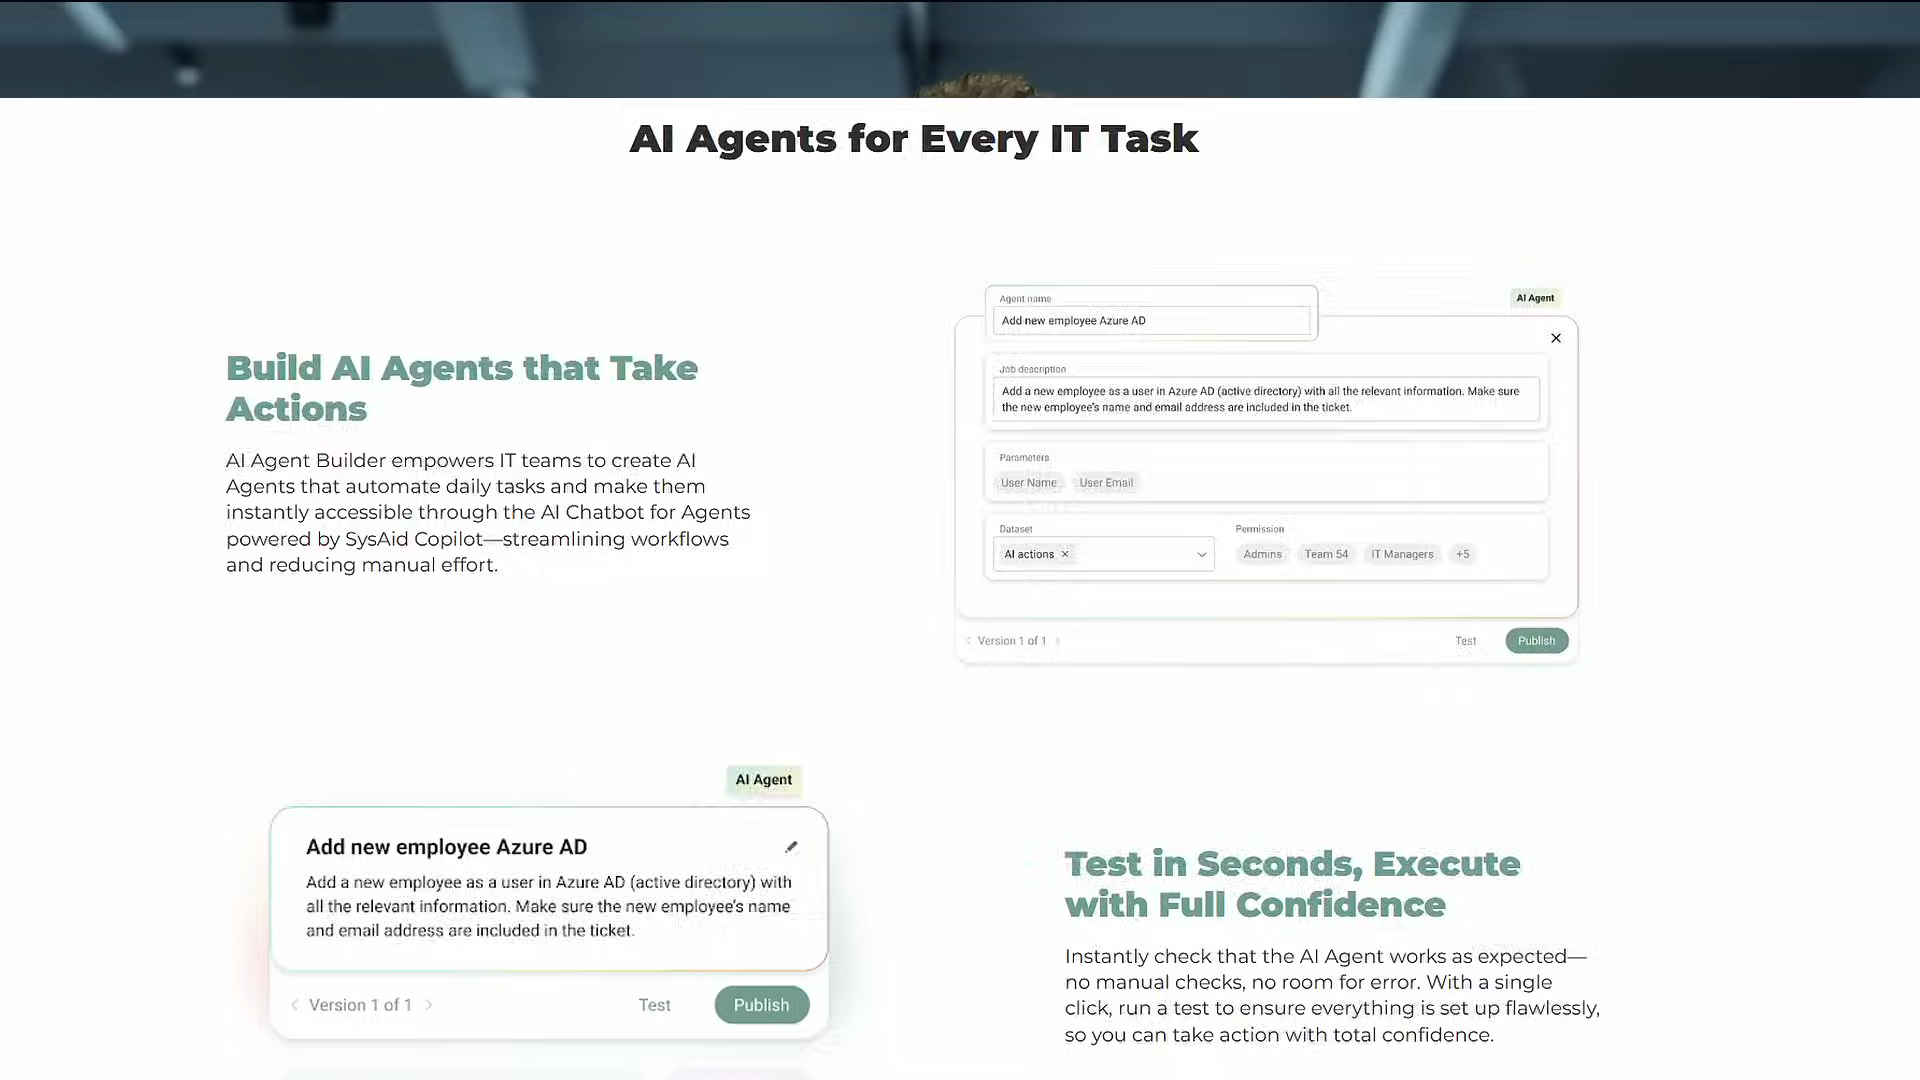 AI Agents for Every IT Task
Build AI Agents that Take
Actions
AI Agent Builder empowers IT teams to create AI
Agents that automate daily tasks and make them
instantly accessible through the AI Chatbot for Agents
powered by SysAid Copilot—streamlining workflows
and reducing manual effort.
Agent name
Add new employee Azure AD
AI Agent
Job description
Add a new employee as a user in Azure AD (active directory) with all the relevant information. Make sure
the new employee's name and email address are included in the ticket.
Parameters
User Name User Email
Dataset Permission
AI actions × Admins Team 54 IT Managers +5
Version 1 of 1 Test Publish
AI Agent
Add new employee Azure AD
Add a new employee as a user in Azure AD (active directory) with
all the relevant information. Make sure the new employee's name
and email address are included in the ticket.
< Version 1 of 1 > Test Publish
Test in Seconds, Execute
with Full Confidence
Instantly check that the AI Agent works as expected—
no manual checks, no room for error. With a single
click, run a test to ensure everything is set up flawlessly,
so you can take action with total confidence.